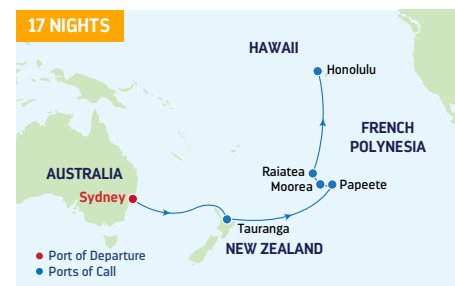 17 NIGHTS
HAWAII
Honolulu
FRENCH
POLYNESIA
AUSTRALIA
Raiatea
Moorea
Papeete
Sydney
Tauranga
NEW ZEALAND
Port of Departure
Ports of Call